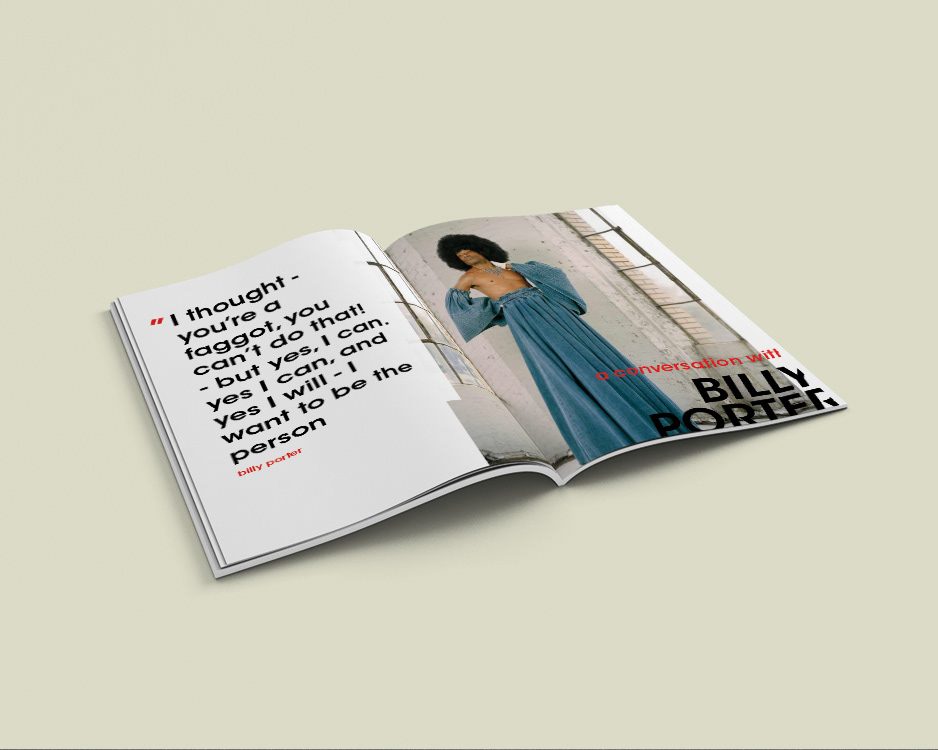 " I thought -
you're a
faggot, you
can't do that!
- but yes, I can.
yes I can, and
yes I will - I
want to be the
person
billy porter
a conversation with
BILLY
PORTER